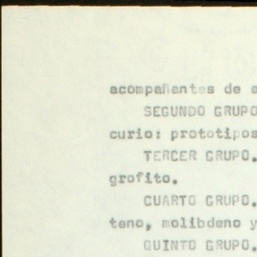 acompañantes de
SEGUNDO GRUPO
curio: prototipos
TERCER GRUPO.
grofito.
CUARTO GRUPO.
teno, molibdeno y
QUINTO GRUPO.